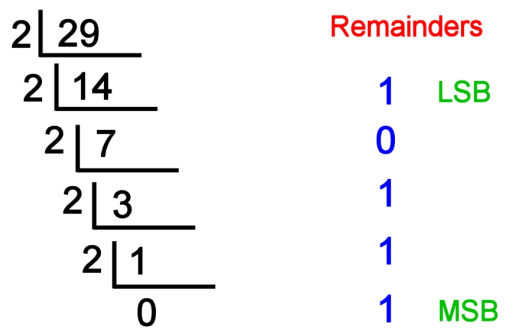 2 29 Remainders
2 14 1 LSB
2 7 0
2 3 1
2 1 1
0 1 MSB